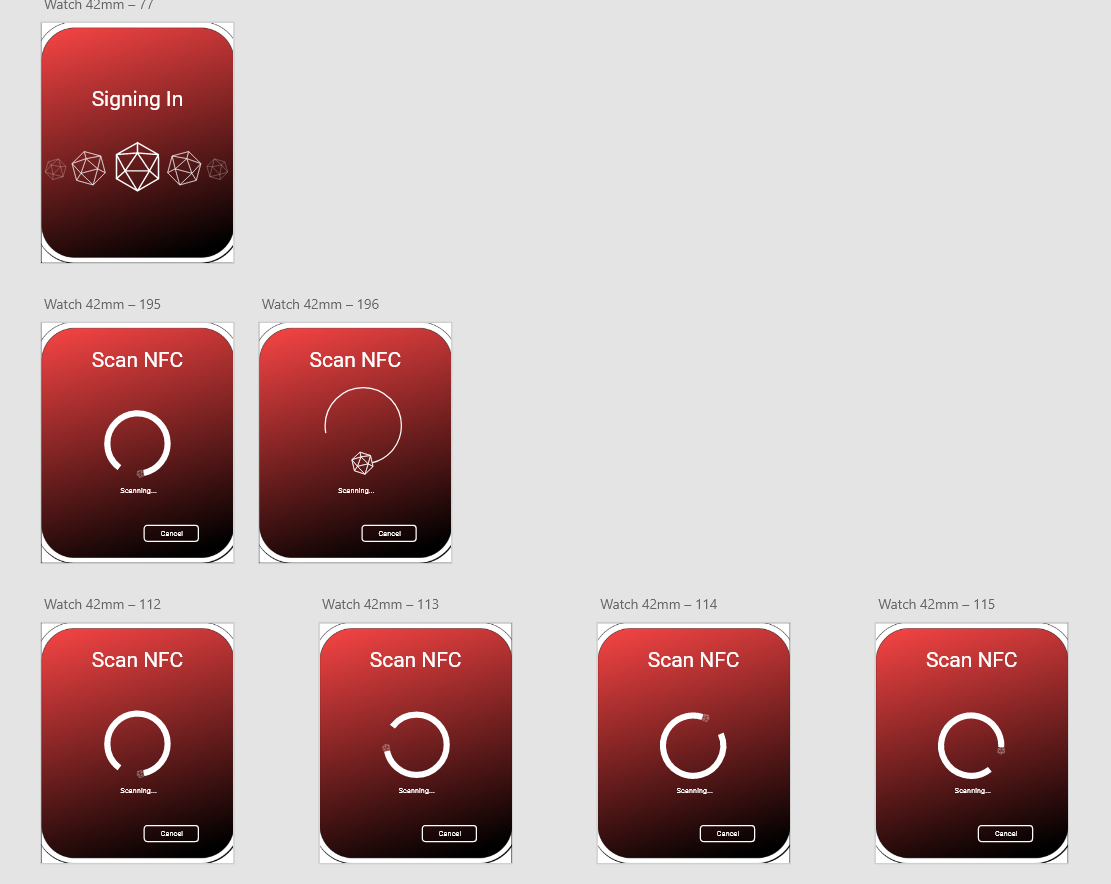 Watch 42mm – 77
Signing In
Watch 42mm – 195
Watch 42mm – 196
Scan NFC
Scan NFC
Scanning...
Scanning...
Cancel
Cancel
Watch 42mm – 112
Watch 42mm – 113
Watch 42mm – 114
Watch 42mm – 115
Scan NFC
Scan NFC
Scan NFC
Scan NFC
Scanning...
Scanning...
Scanning...
Scanning...
Cancel
Cancel
Cancel
Cancel